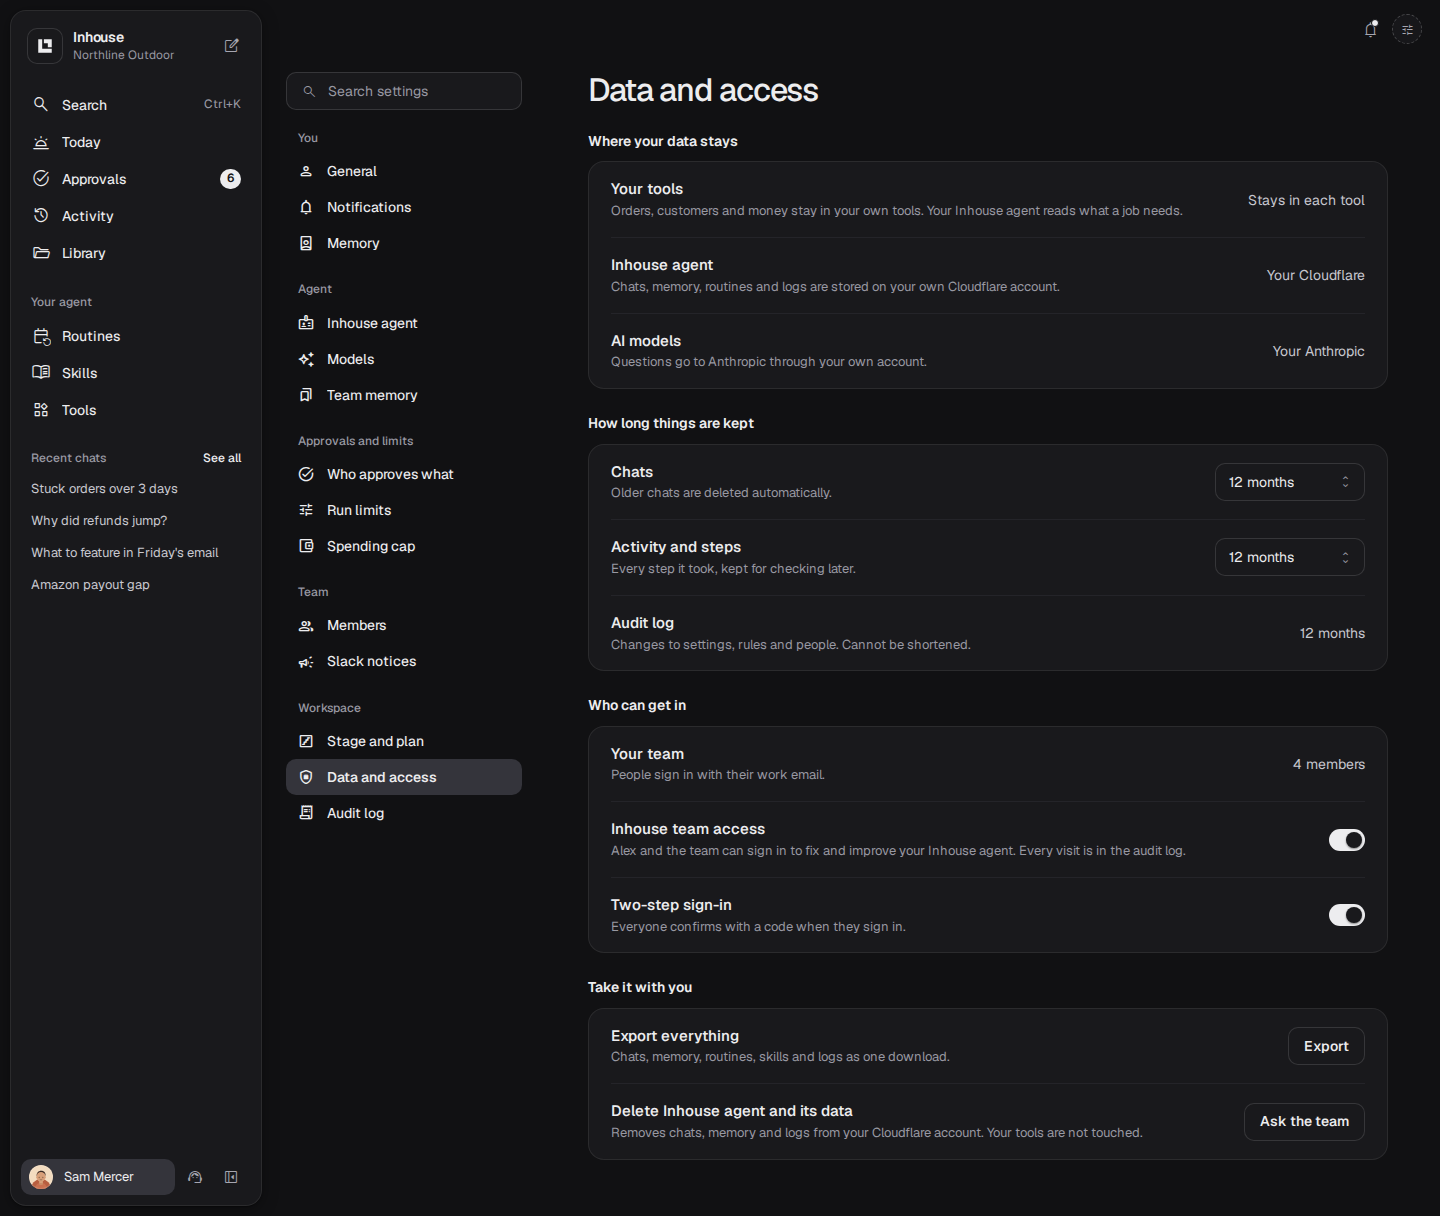 Inhouse
Northline Outdoor
Search Ctrl+K
Today
Approvals 6
Activity
Library
Your agent
Routines
Skills
Tools
Recent chats See all
Stuck orders over 3 days
Why did refunds jump?
What to feature in Friday's email
Amazon payout gap
Sam Mercer
Search settings
You
General
Notifications
Memory
Agent
Inhouse agent
Models
Team memory
Approvals and limits
Who approves what
Run limits
Spending cap
Team
Members
Slack notices
Workspace
Stage and plan
Data and access
Audit log
Data and access
Where your data stays
Your tools
Orders, customers and money stay in your own tools. Your Inhouse agent reads what a job needs.
Stays in each tool
Inhouse agent
Chats, memory, routines and logs are stored on your own Cloudflare account.
Your Cloudflare
AI models
Questions go to Anthropic through your own account.
Your Anthropic
How long things are kept
Chats
Older chats are deleted automatically.
12 months
Activity and steps
Every step it took, kept for checking later.
12 months
Audit log
Changes to settings, rules and people. Cannot be shortened.
12 months
Who can get in
Your team
People sign in with their work email.
4 members
Inhouse team access
Alex and the team can sign in to fix and improve your Inhouse agent. Every visit is in the audit log.
Two-step sign-in
Everyone confirms with a code when they sign in.
Take it with you
Export everything
Chats, memory, routines, skills and logs as one download.
Export
Delete Inhouse agent and its data
Removes chats, memory and logs from your Cloudflare account. Your tools are not touched.
Ask the team